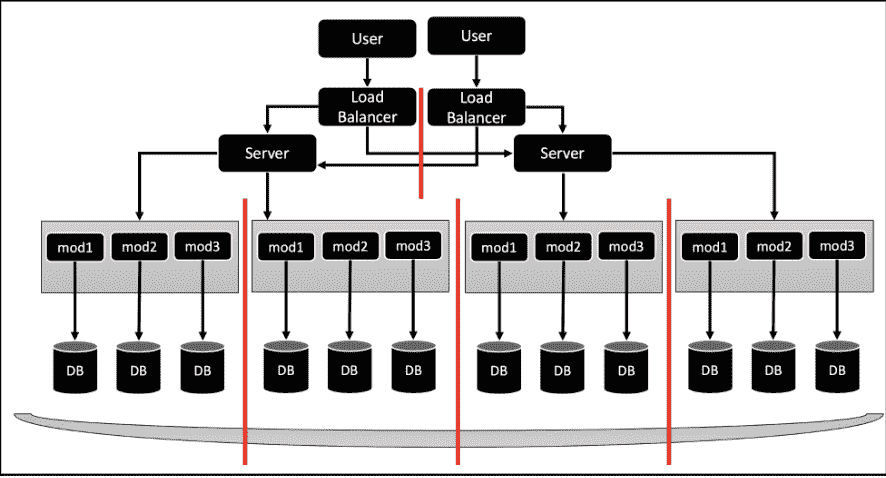 User
User
Load
Balancer
Load
Balancer
Server
Server
mod1
mod2
mod3
mod1
mod2
mod3
mod1
mod2
mod3
mod1
mod2
mod3
DB
DB
DB
DB
DB
DB
DB
DB
DB
DB
DB
DB